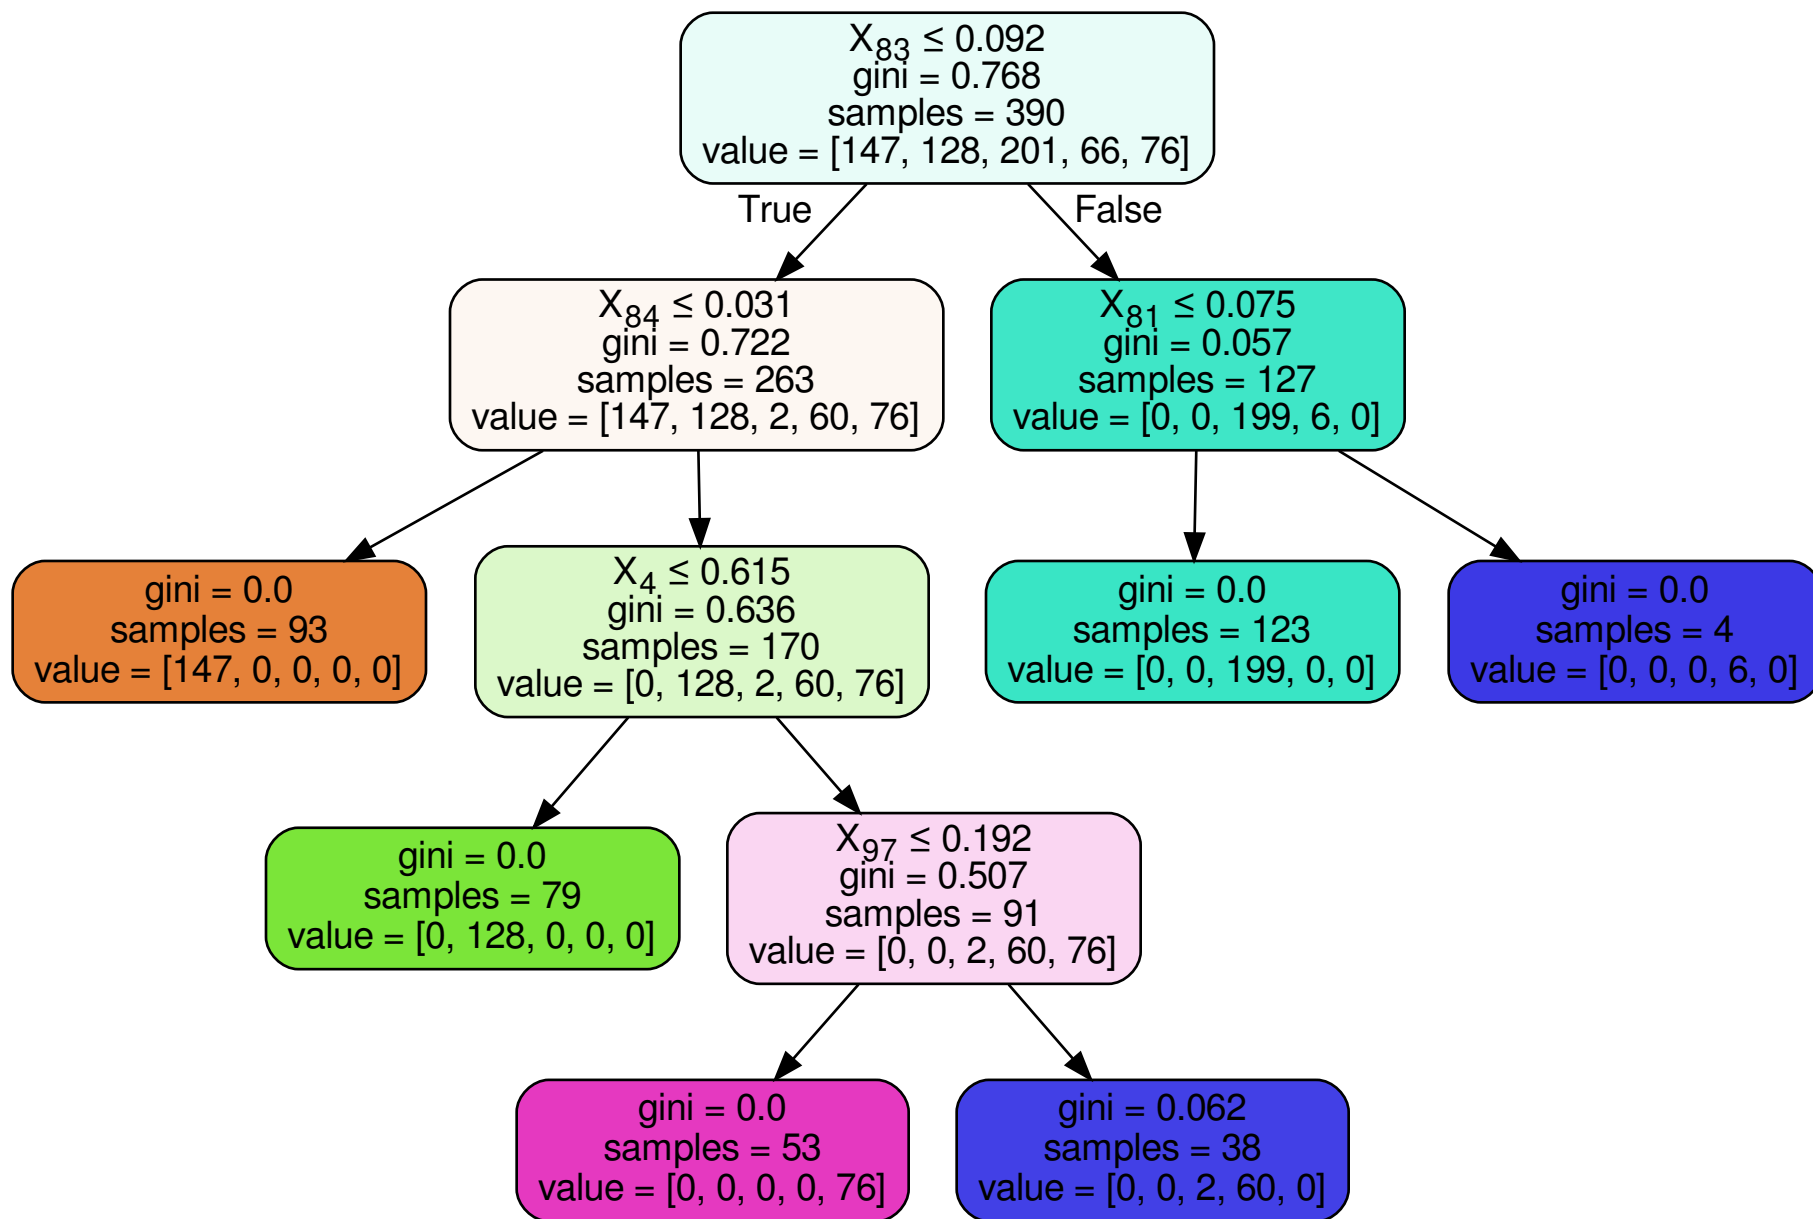 X83 ≤ 0.092
gini = 0.768
samples = 390
value = [147, 128, 201, 66, 76]
True
False
X84 ≤ 0.031
gini = 0.722
samples = 263
value = [147, 128, 2, 60, 76]
X81 ≤ 0.075
gini = 0.057
samples = 127
value = [0, 0, 199, 6, 0]
gini = 0.0
samples = 93
value = [147, 0, 0, 0, 0]
X4 ≤ 0.615
gini = 0.636
samples = 170
value = [0, 128, 2, 60, 76]
gini = 0.0
samples = 123
value = [0, 0, 199, 0, 0]
gini = 0.0
samples = 4
value = [0, 0, 0, 6, 0]
gini = 0.0
samples = 79
value = [0, 128, 0, 0, 0]
X97 ≤ 0.192
gini = 0.507
samples = 91
value = [0, 0, 2, 60, 76]
gini = 0.0
samples = 53
value = [0, 0, 0, 0, 76]
gini = 0.062
samples = 38
value = [0, 0, 2, 60, 0]